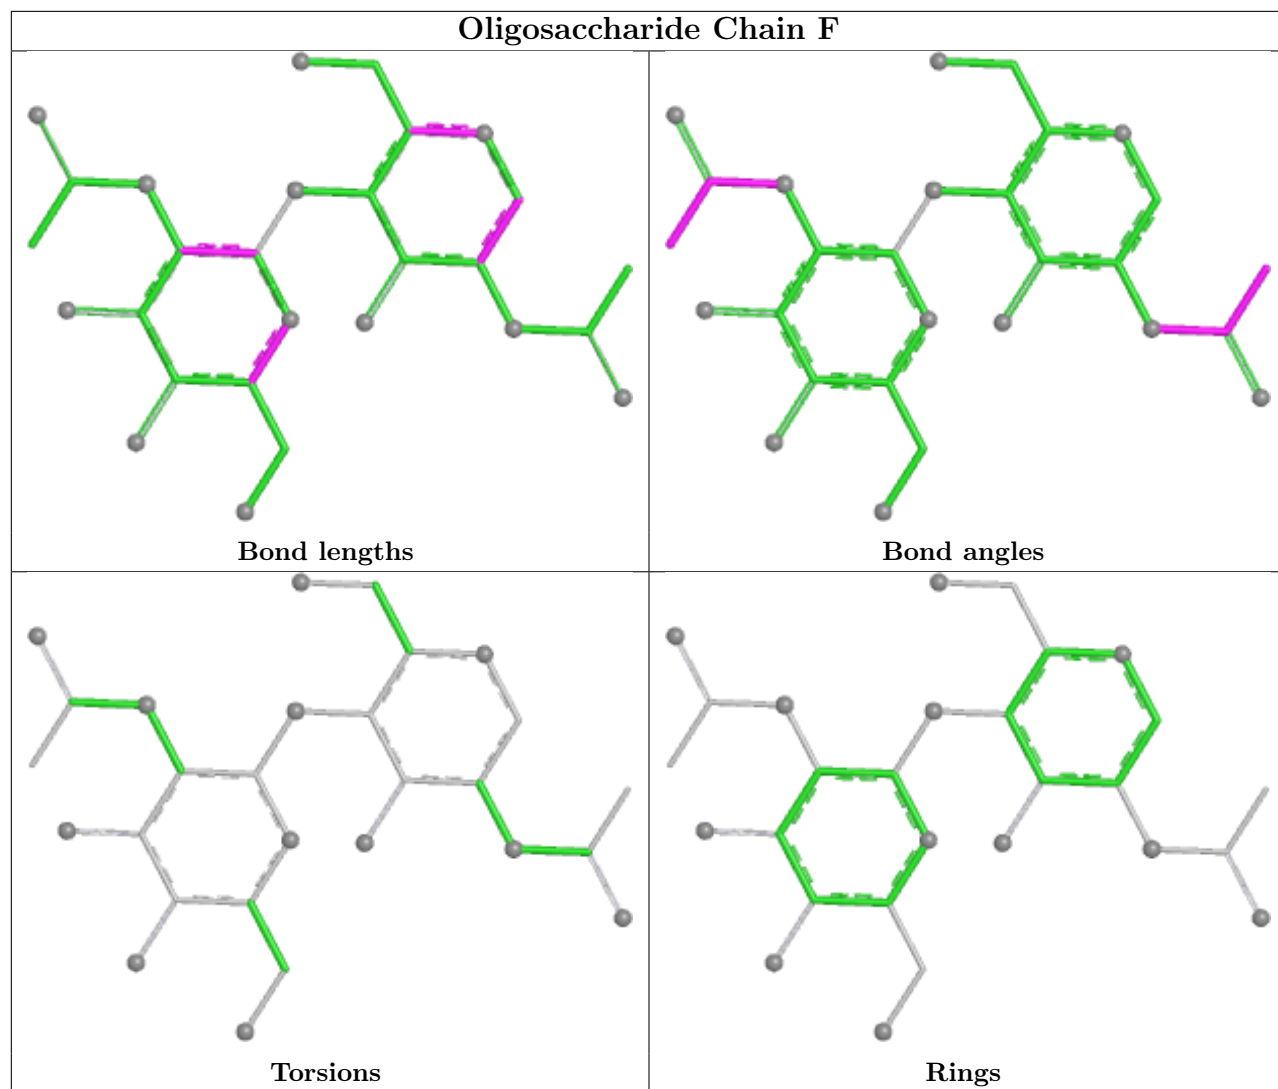 Oligosaccharide Chain F
Bond lengths
Bond angles
Torsions
Rings